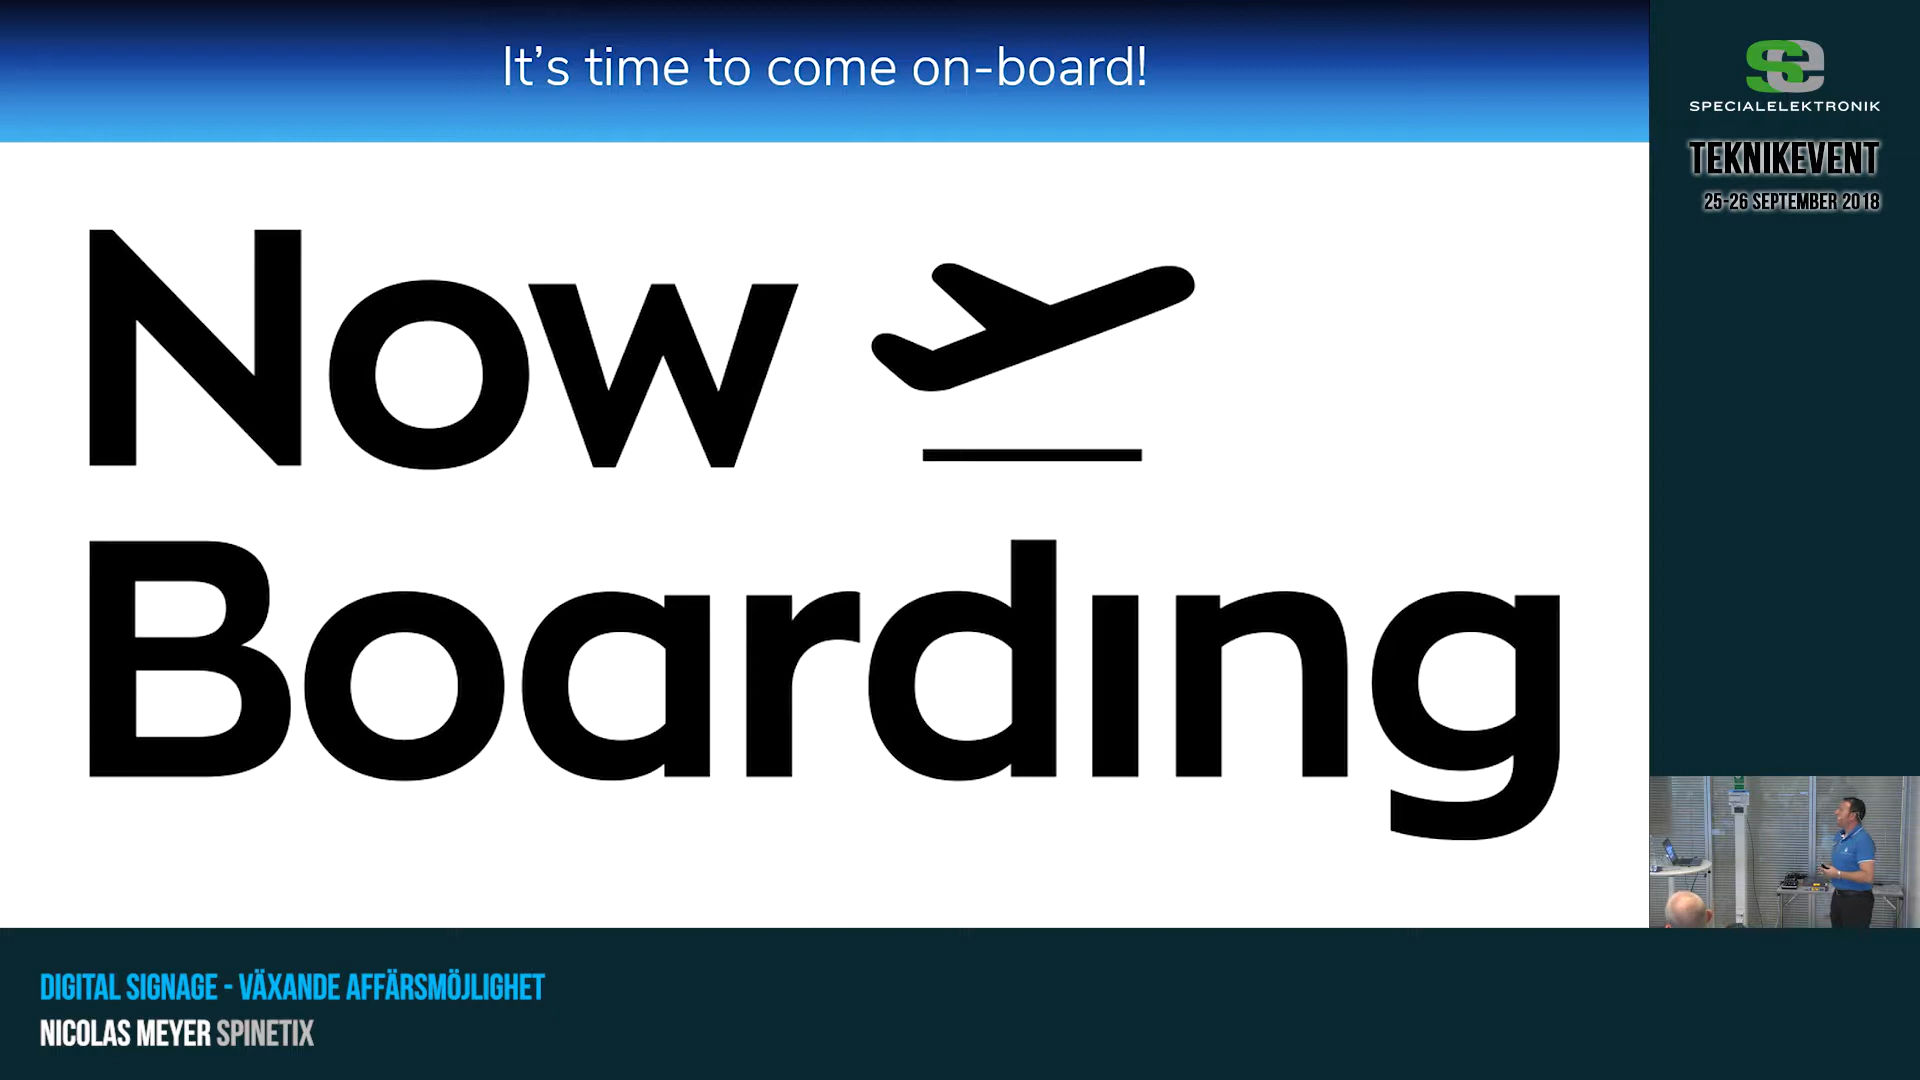 It's time to come on-board!
Now
Boardıng
SPECIALELEKTRONIK
TEKNIKEVENT
25-26 SEPTEMBER 2018
DIGITAL SIGNAGE - VÄXANDE AFFÄRSMÖJLIGHET
NICOLAS MEYER SPINETIX